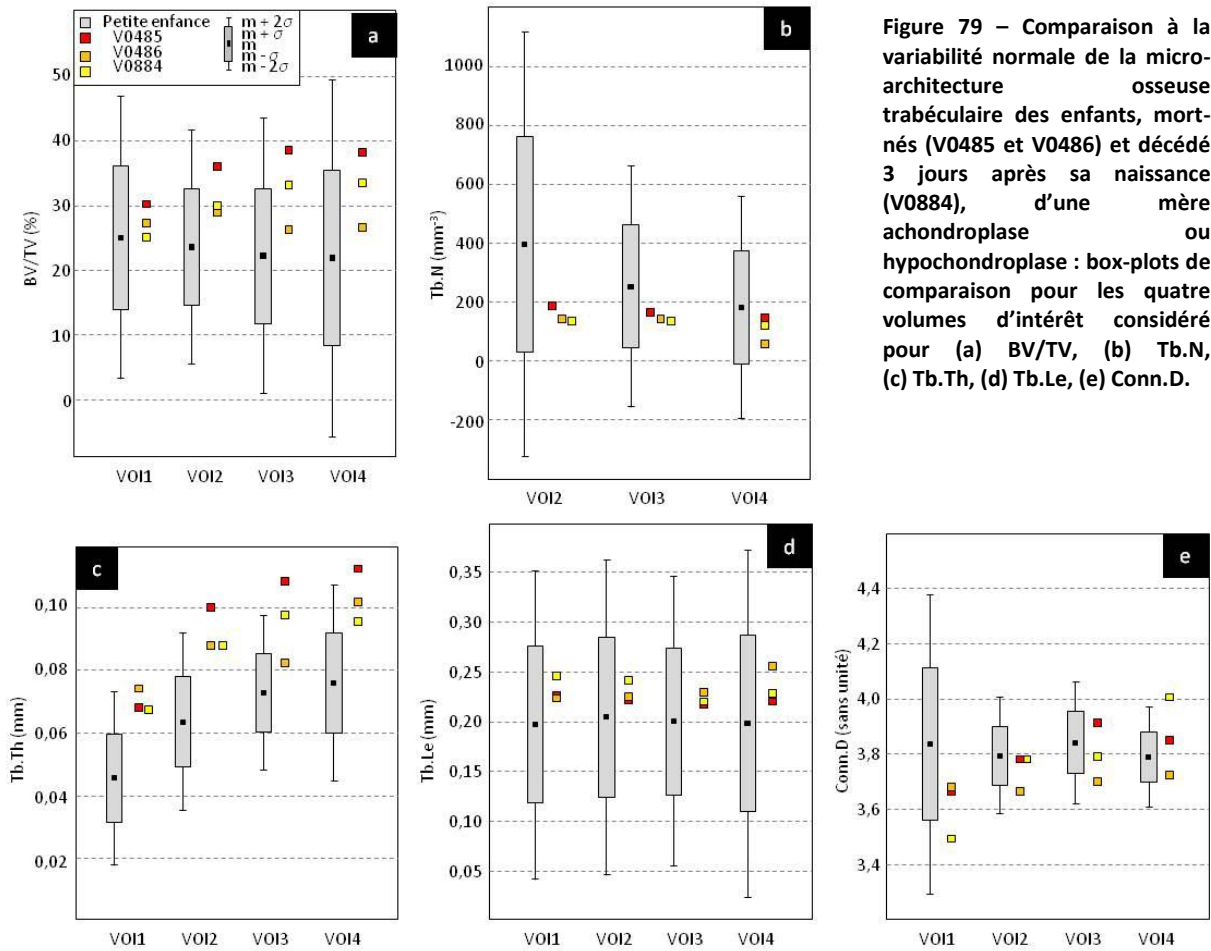 Petite enfance
V0485
V0486
V0884
m + 2σ
m + σ
m
m - σ
m - 2σ
a
50
40
30
20
10
0
BV/TV (%)
VOI1 VOI2 VOI3 VOI4
b
1000
800
600
400
200
0
-200
Tb.N (mm⁻³)
VOI2 VOI3 VOI4
Figure 79 – Comparaison à la
variabilité normale de la micro-
architecture osseuse
trabéculaire des enfants, mort-
nés (V0485 et V0486) et décédé
3 jours après sa naissance
(V0884), d'une mère
achondroplase ou
hypochondroplase : box-plots de
comparaison pour les quatre
volumes d'intérêt considéré
pour (a) BV/TV, (b) Tb.N,
(c) Tb.Th, (d) Tb.Le, (e) Conn.D.
c
0,10
0,08
0,06
0,04
0,02
Tb.Th (mm)
VOI1 VOI2 VOI3 VOI4
d
0,35
0,30
0,25
0,20
0,15
0,10
0,05
Tb.Le (mm)
VOI1 VOI2 VOI3 VOI4
e
4,4
4,2
4,0
3,8
3,6
3,4
Conn.D (sans unité)
VOI1 VOI2 VOI3 VOI4